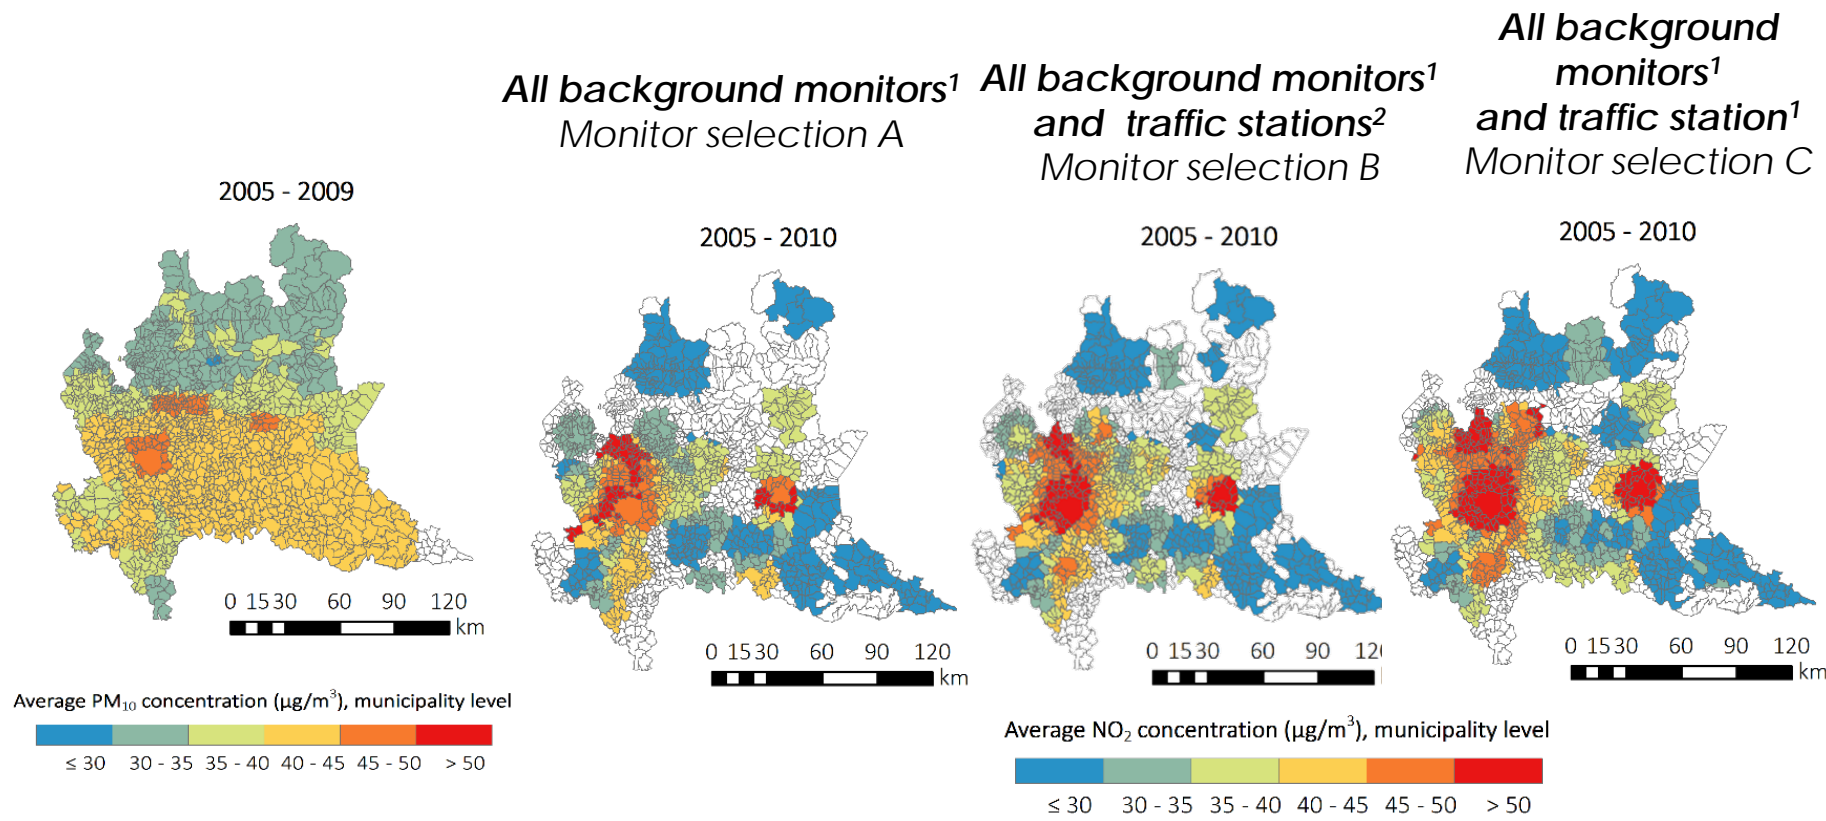 All background monitors¹
Monitor selection A
All background monitors¹
and traffic stations²
Monitor selection B
All background
monitors¹
and traffic station¹
Monitor selection C
2005 - 2009
2005 - 2010
2005 - 2010
2005 - 2010
0 15 30 60 90 120
km
0 15 30 60 90 120
km
0 15 30 60 90 12
0 15 30 60 90 120
km
Average PM₁₀ concentration (µg/m³), municipality level
≤ 30 30 - 35 35 - 40 40 - 45 45 - 50 > 50
Average NO₂ concentration (µg/m³), municipality level
≤ 30 30 - 35 35 - 40 40 - 45 45 - 50 > 50